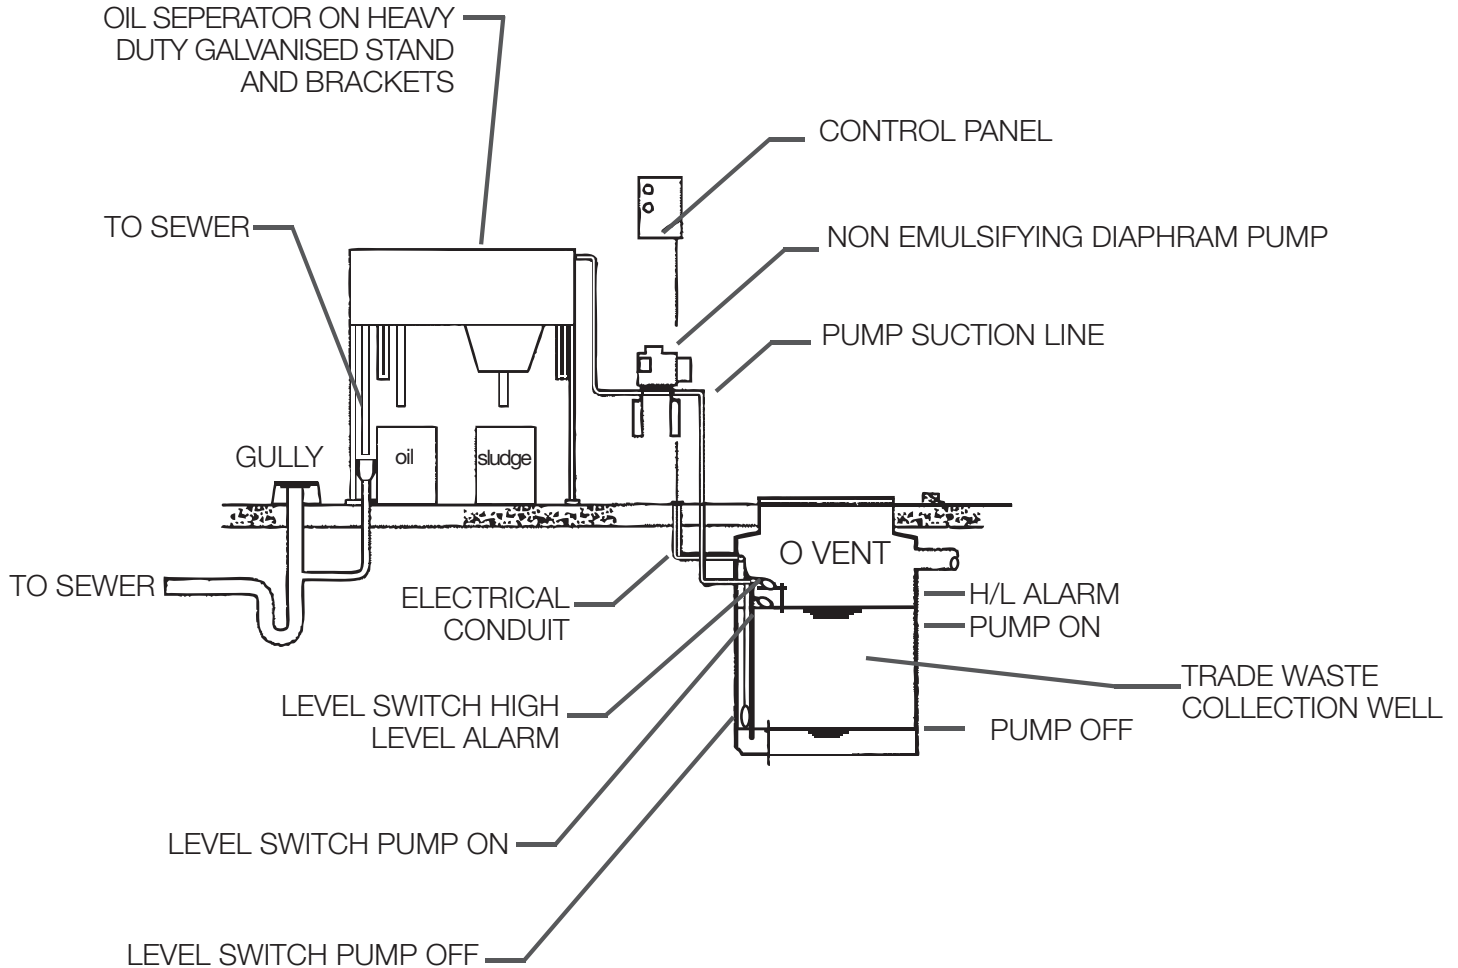 OIL SEPERATOR ON HEAVY
DUTY GALVANISED STAND
AND BRACKETS
CONTROL PANEL
TO SEWER
NON EMULSIFYING DIAPHRAM PUMP
PUMP SUCTION LINE
GULLY
oil
sludge
O VENT
TO SEWER
ELECTRICAL
CONDUIT
H/L ALARM
PUMP ON
TRADE WASTE
COLLECTION WELL
LEVEL SWITCH HIGH
LEVEL ALARM
PUMP OFF
LEVEL SWITCH PUMP ON
LEVEL SWITCH PUMP OFF